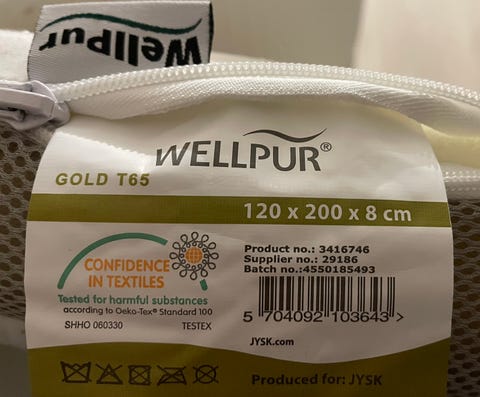 WellPur
WELLPUR®
GOLD T65
120 x 200 x 8 cm
Product no.: 3416746
Supplier no.: 29186
Batch no.:4550185493
CONFIDENCE
IN TEXTILES
Tested for harmful substances
according to Oeko-Tex® Standard 100
SHHO 060330 TESTEX
5 704092 103643 >
JYSK.com
Produced for: JYSK